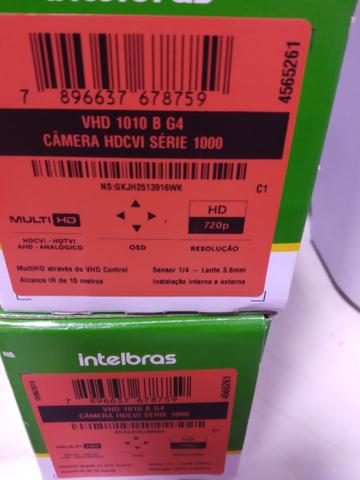 intelbras
7 896637 678759
4565261
VHD 1010 B G4
CÂMERA HDCVI SÉRIE 1000
NS:GKJH2513916WK
C1
MULTI HD
HDCVI - HDTVI
AHD - ANALÓGICO
OSD
HD
720p
RESOLUÇÃO
MultiHD através do VHD Control
Alcance IR de 10 metros
Sensor 1/4 - Lente 3.6mm
Instalação interna e externa
intelbras
7 896637 678759
4565261
VHD 1010 B G4
CÂMERA HDCVI SÉRIE 1000
C1
MULTI HD
HD
OSD
RESOLUÇÃO